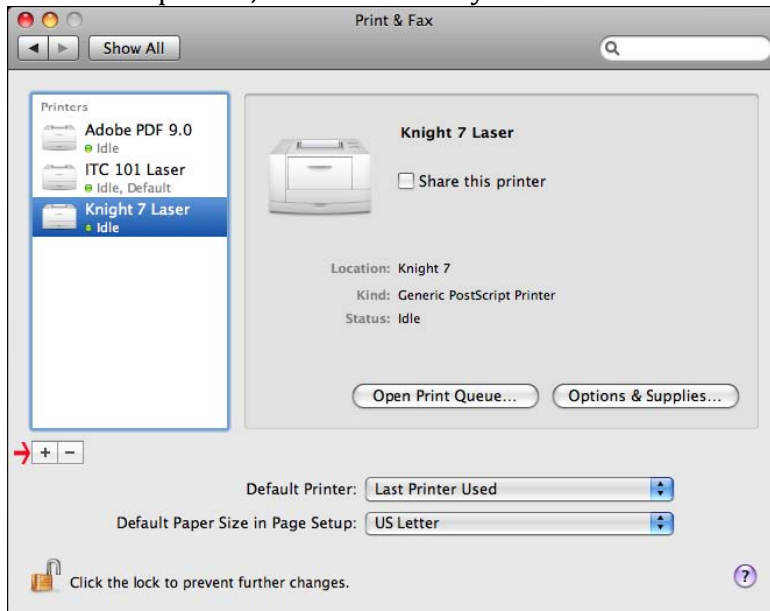 Print & Fax
Show All
Printers
Adobe PDF 9.0
Idle
ITC 101 Laser
Idle, Default
Knight 7 Laser
Idle
Knight 7 Laser
Share this printer
Location: Knight 7
Kind: Generic PostScript Printer
Status: Idle
Open Print Queue... Options & Supplies...
+ −
Default Printer: Last Printer Used
Default Paper Size in Page Setup: US Letter
Click the lock to prevent further changes. ?